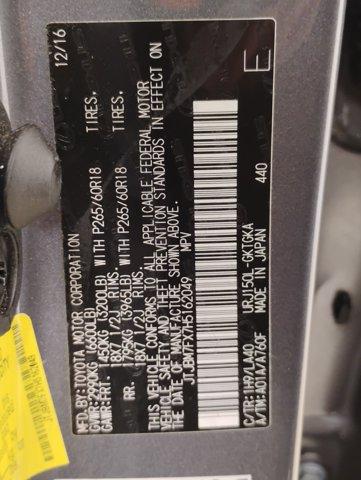 MFD.BY:TOYOTA MOTOR CORPORATION 12/16
GVWR:2990KG (6600LB)
GAWR:FRT. 1450KG (3200LB) WITH P265/60R18 TIRES,
18X7 1/2J RIMS.
RR. 1795KG (3965LB) WITH P265/60R18 TIRES,
18X7 1/2J RIMS.
THIS VEHICLE CONFORMS TO ALL APPLICABLE FEDERAL MOTOR
VEHICLE SAFETY AND THEFT PREVENTION STANDARDS IN EFFECT ON
THE DATE OF MANUFACTURE SHOWN ABOVE.
JTJBM7FX7H5162049 MPV
URJ150L-GKTGKA
C/TR:1H9/LA40 MADE IN JAPAN E
A/TM:A01A/A760F 440